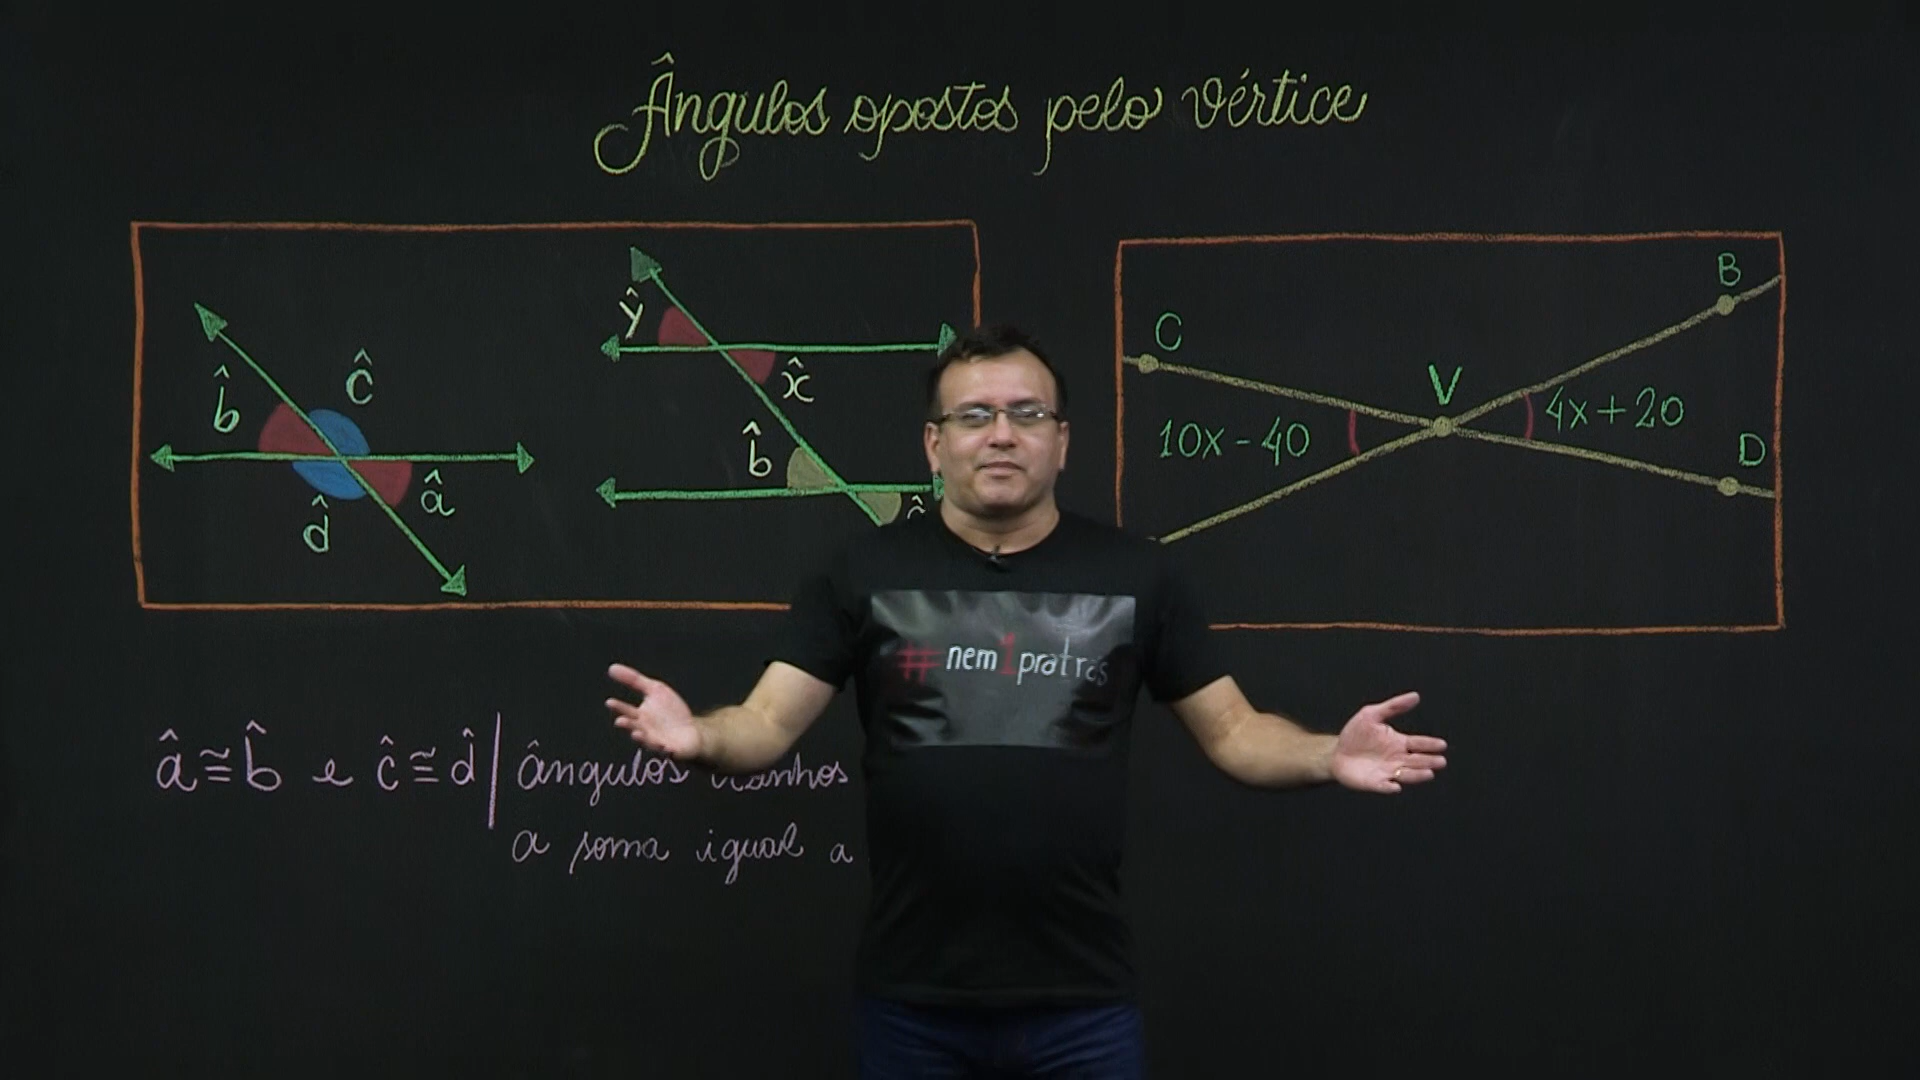 Ângulos opostos pelo vértice
b̂
ĉ
d̂
â
ŷ
x̂
b̂
C
V
B
D
10x - 40
4x + 20
#nem1pratrás
â ≅ b̂ e ĉ ≅ d̂ | ângulos
a soma igual a